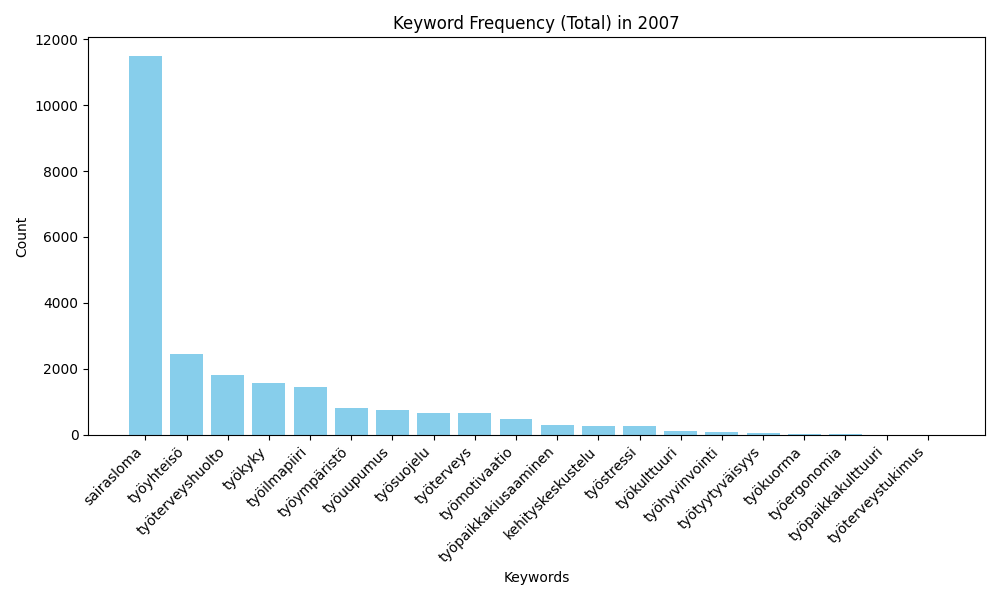 Keyword Frequency (Total) in 2007
Count
12000
10000
8000
6000
4000
2000
0
sairasloma
työyhteisö
työterveyshuolto
työkyky
työilmapiiri
työympäristö
työuupumus
työsuojelu
työterveys
työmotivaatio
työpaikkakiusaaminen
kehityskeskustelu
työstressi
työkulttuuri
työhyvinvointi
työtyytyväisyys
työkuorma
työergonomia
työpaikkakulttuuri
työterveystukimus
Keywords